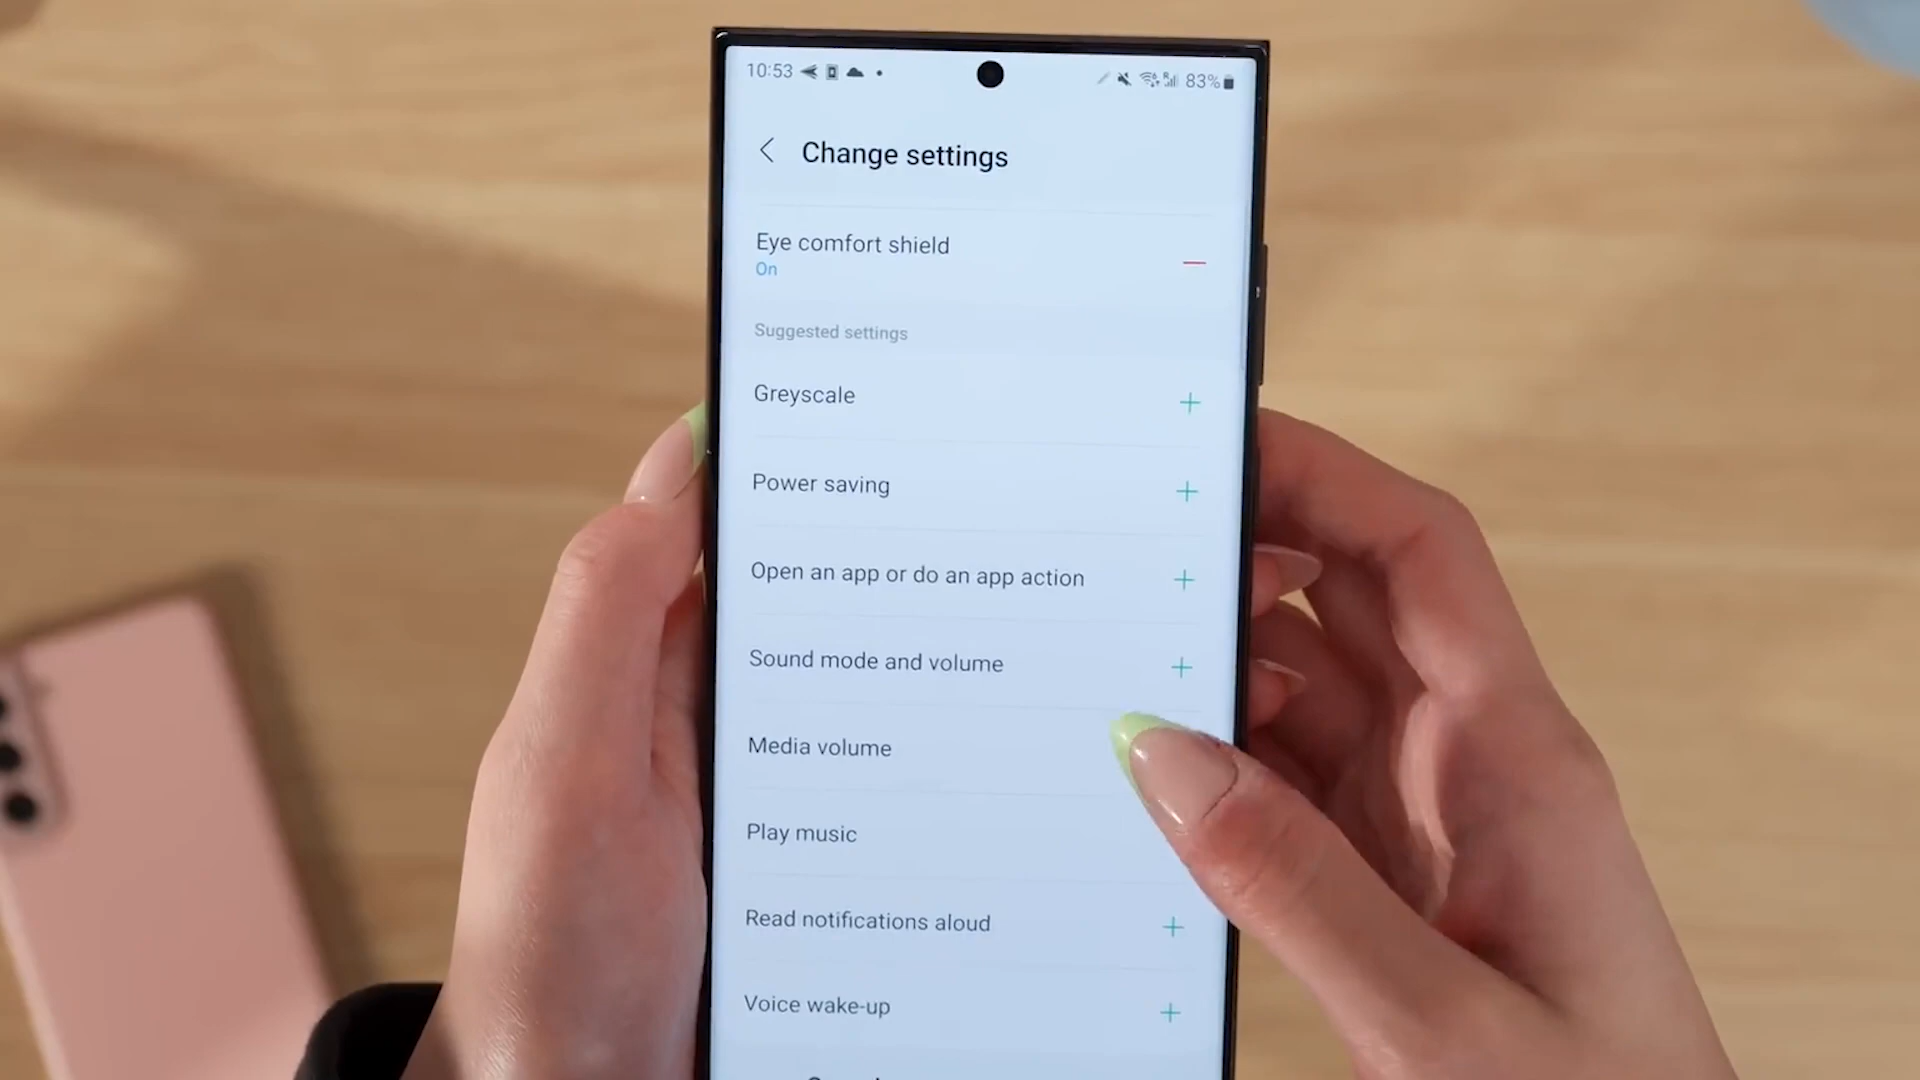 10:53
83%
Change settings
Eye comfort shield
On
Suggested settings
Greyscale
Power saving
Open an app or do an app action
Sound mode and volume
Media volume
Play music
Read notifications aloud
Voice wake-up